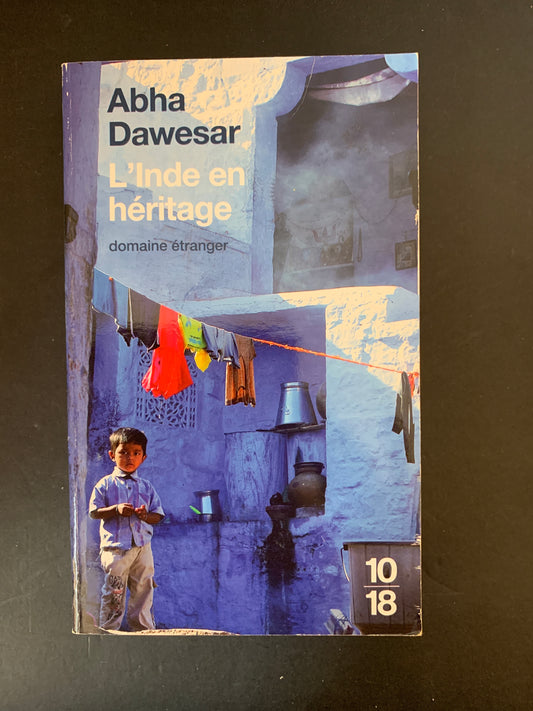 Abha
Dawesar
L'Inde en
héritage
domaine étranger
10
18